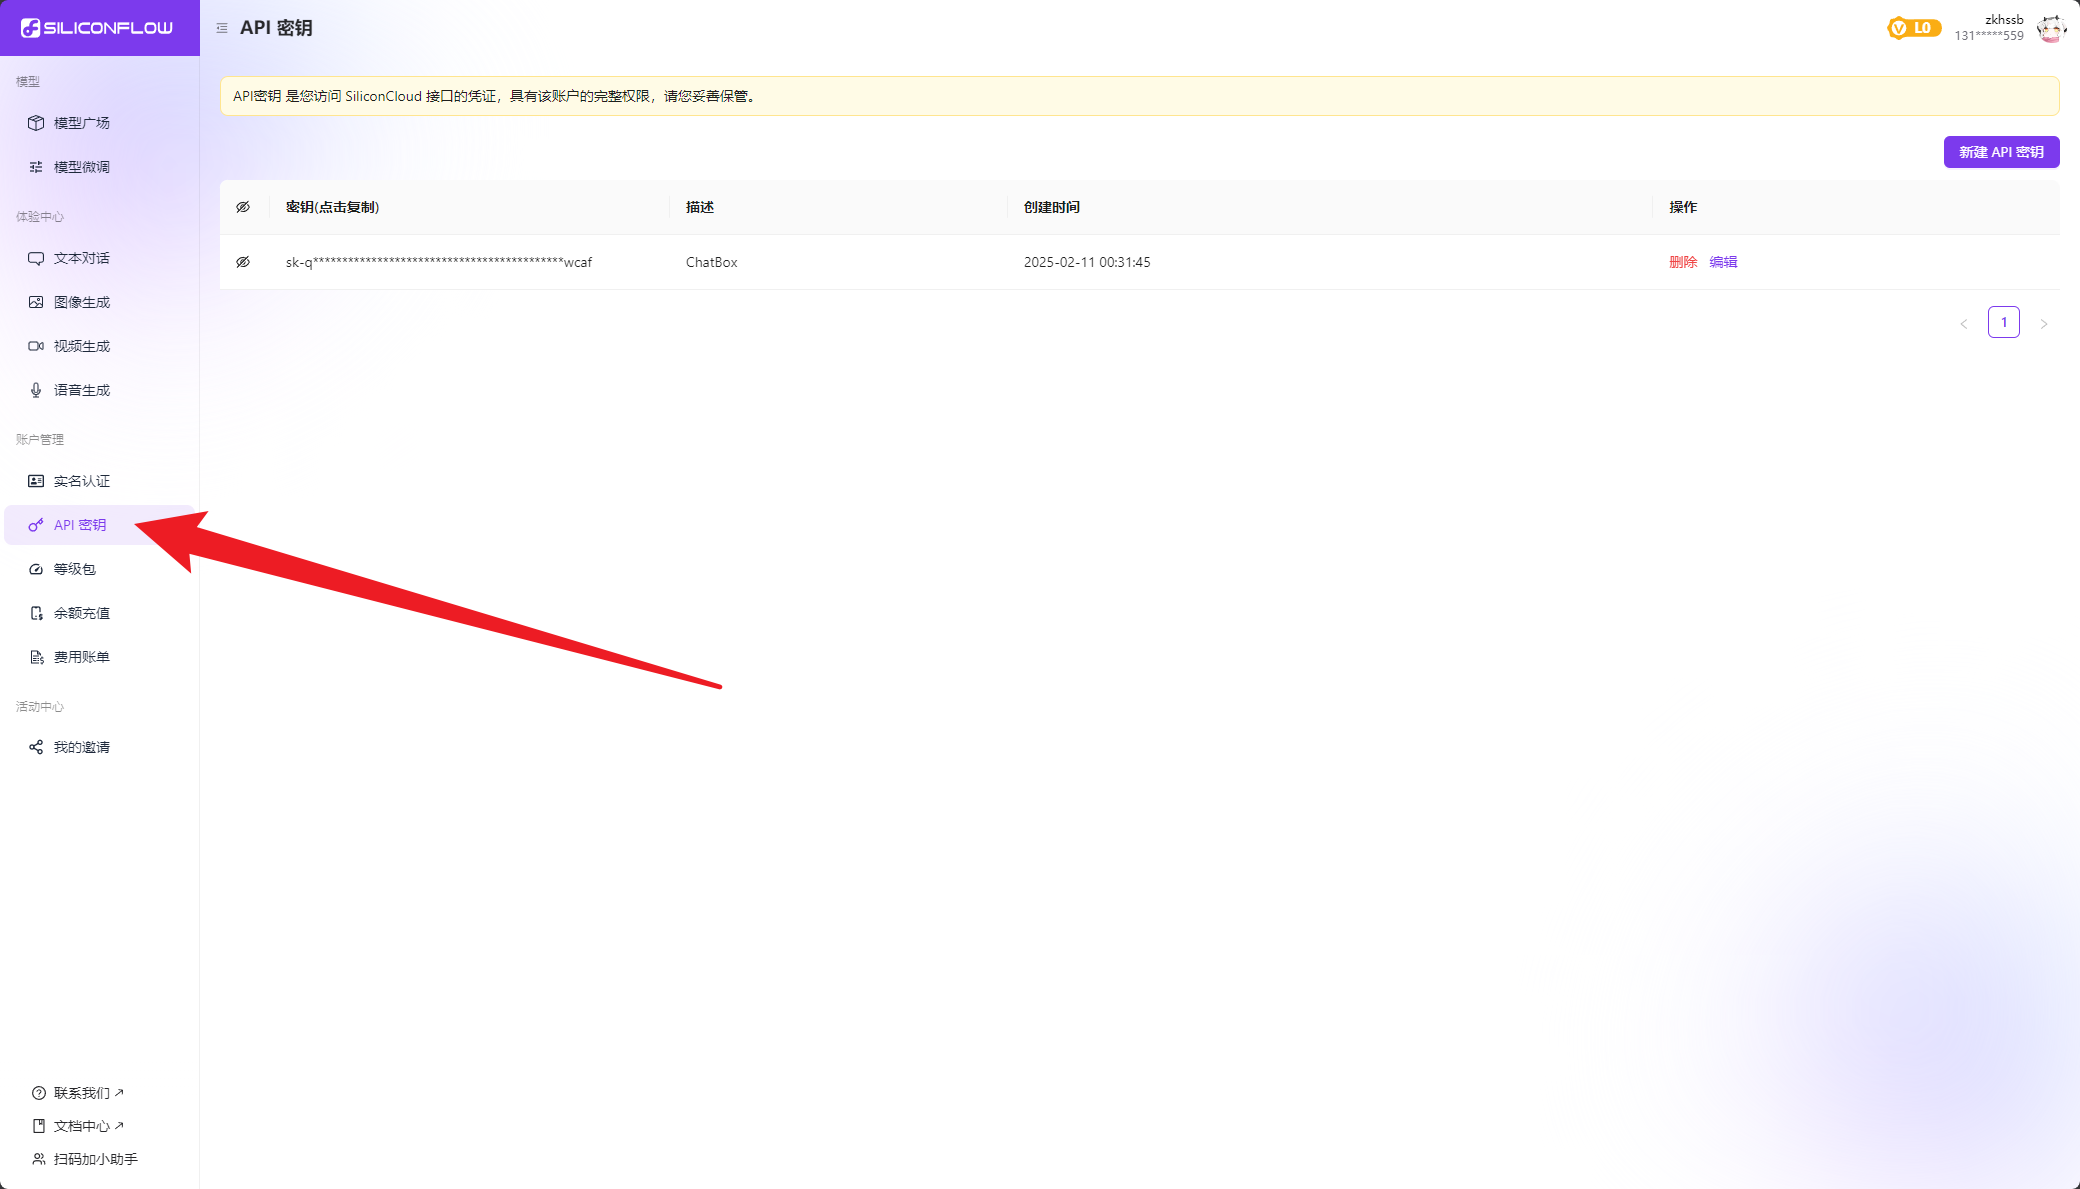 SILICONFLOW
API 密钥
L0
zkhssb
131*****559
模型
模型广场
模型微调
体验中心
文本对话
图像生成
视频生成
语音生成
账户管理
实名认证
API 密钥
等级包
余额充值
费用账单
活动中心
我的邀请
联系我们
文档中心
扫码加小助手
API密钥 是您访问 SiliconCloud 接口的凭证，具有该账户的完整权限，请您妥善保管。
新建 API 密钥
密钥(点击复制) 描述 创建时间 操作
sk-q********************************************wcaf ChatBox 2025-02-11 00:31:45 删除 编辑
1